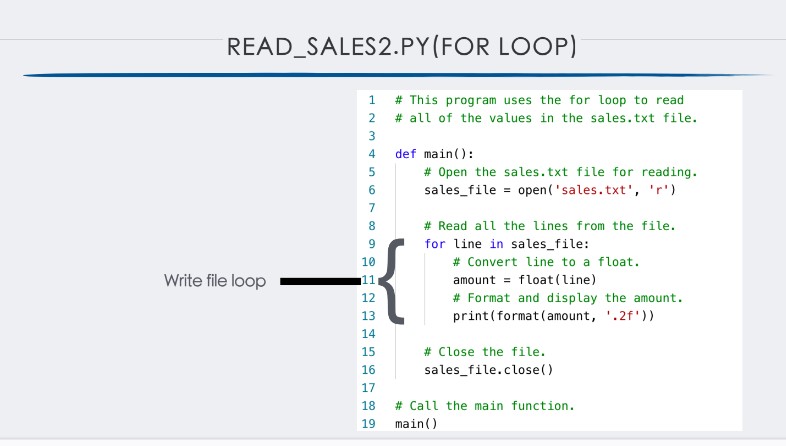 READ_SALES2.PY(FOR LOOP)
1 # This program uses the for loop to read
2 # all of the values in the sales.txt file.
3
4 def main():
5     # Open the sales.txt file for reading.
6     sales_file = open('sales.txt', 'r')
7
8     # Read all the lines from the file.
9     for line in sales_file:
10         # Convert line to a float.
Write file loop
11         amount = float(line)
12         # Format and display the amount.
13         print(format(amount, '.2f'))
14
15     # Close the file.
16     sales_file.close()
17
18 # Call the main function.
19 main()